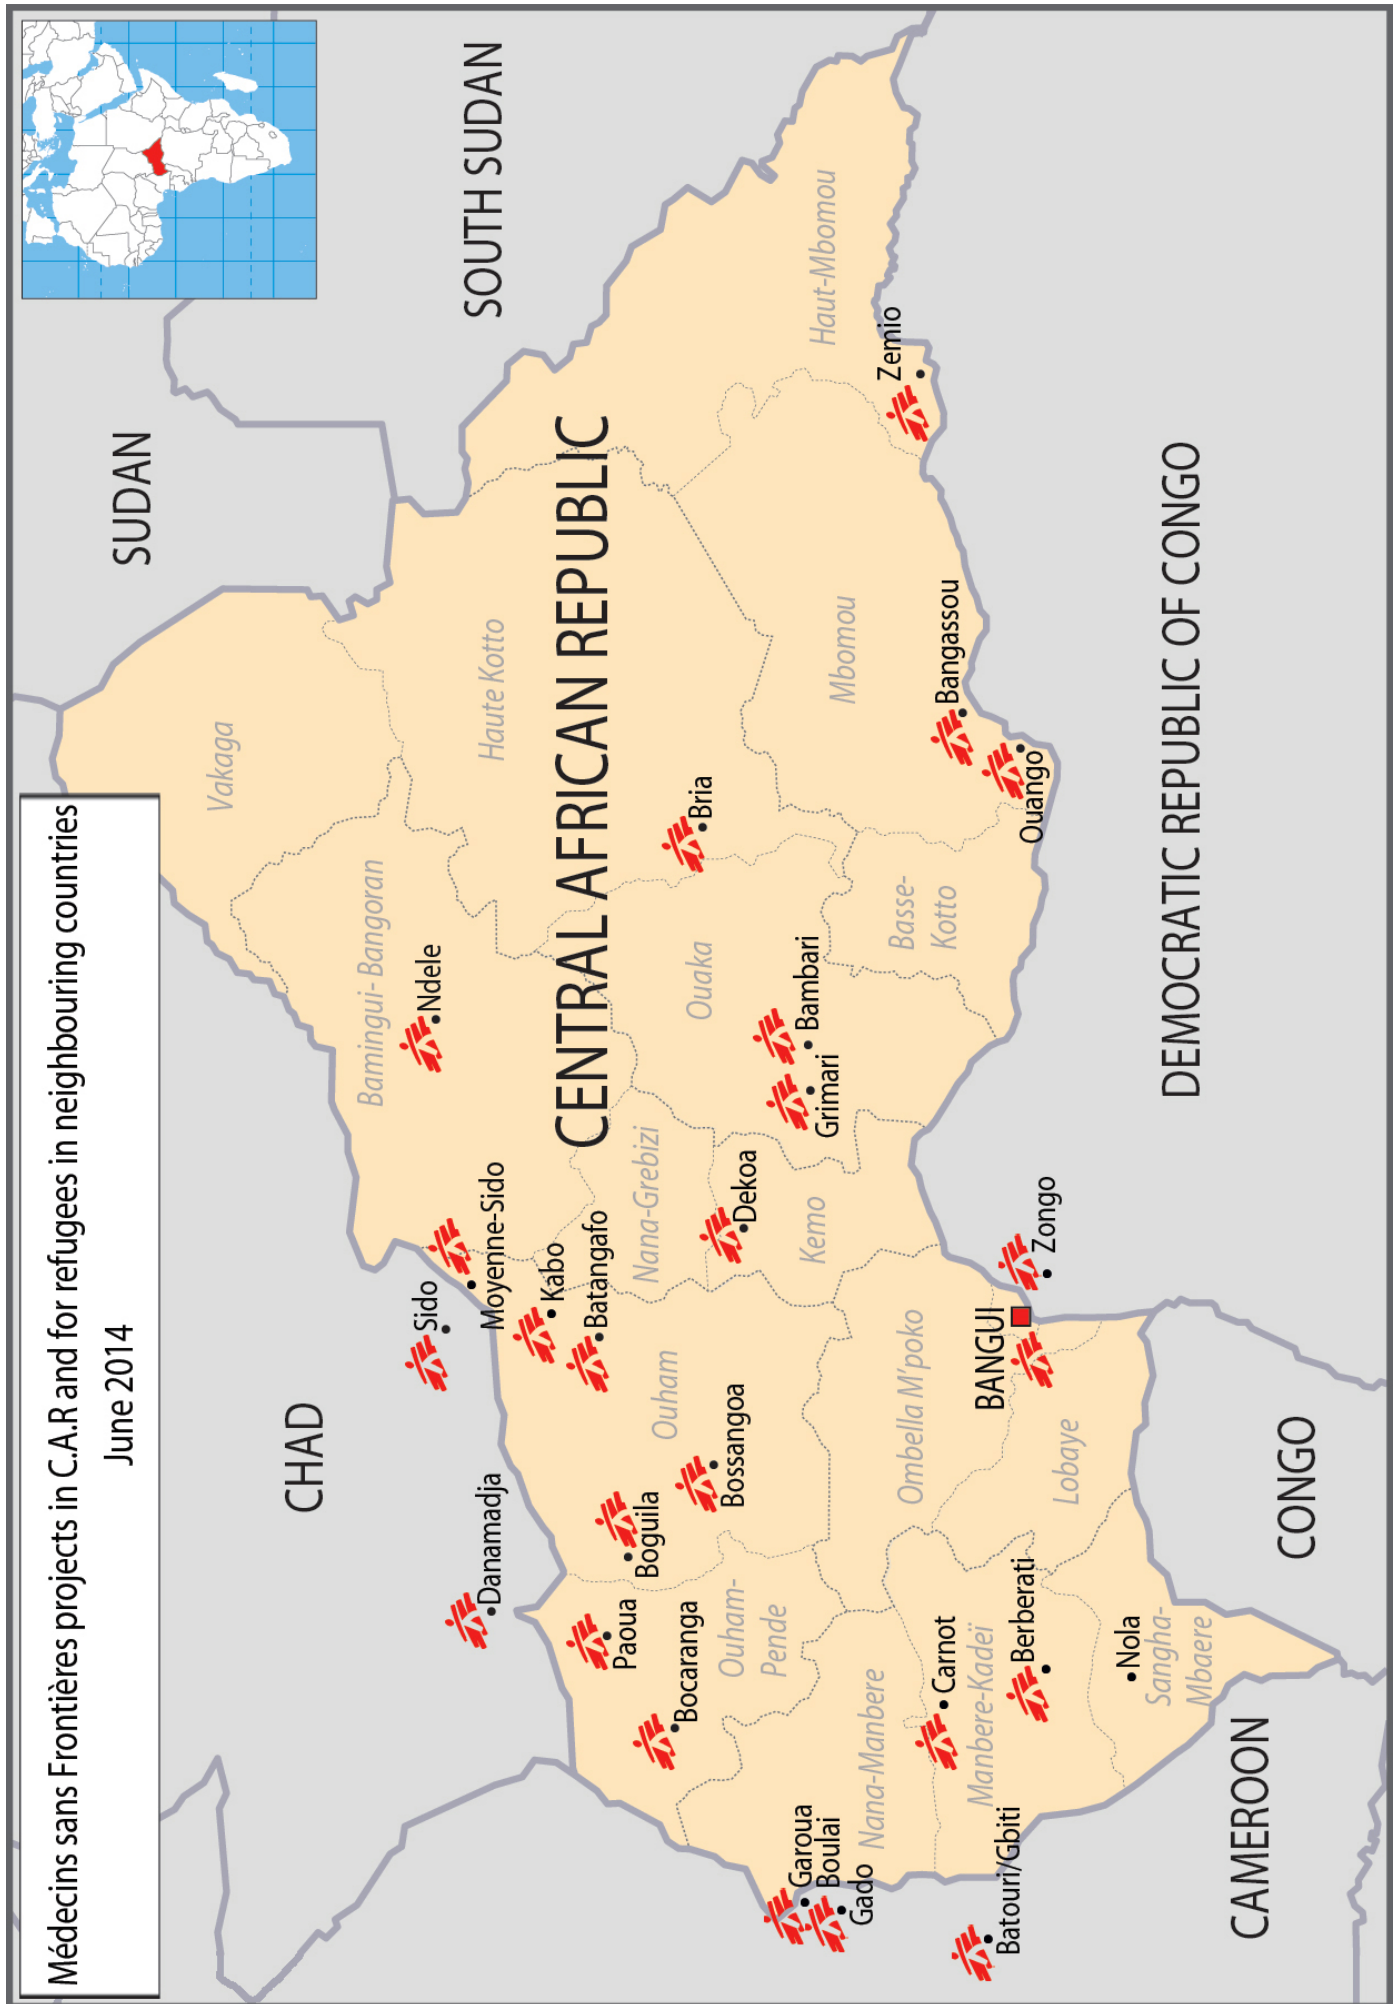 Médecins sans Frontières projects in C.A.R and for refugees in neighbouring countries
June 2014
SUDAN
SOUTH SUDAN
CHAD
CENTRAL AFRICAN REPUBLIC
DEMOCRATIC REPUBLIC OF CONGO
CONGO
CAMEROON
Vakaga
Bamingui-Bangoran
Haute Kotto
Haut-Mbomou
Mbomou
Basse-
Kotto
Ouaka
Nana-Grebizi
Kemo
Ouham
Ouham-
Pende
Ombella M'poko
Lobaye
Nana-Manbere
Manbere-Kadeï
Sangha-
Mbaere
Ndele
Sido
Moyenne-Sido
Kabo
Batangafo
Danamadja
Paoua
Boguila
Bossangoa
Bocaranga
Dekoa
Grimari
Bambari
Bria
Zemio
Bangassou
Ouango
Zongo
BANGUI
Garoua
Boulai
Gado
Carnot
Berberati
Batouri/Gbiti
Nola